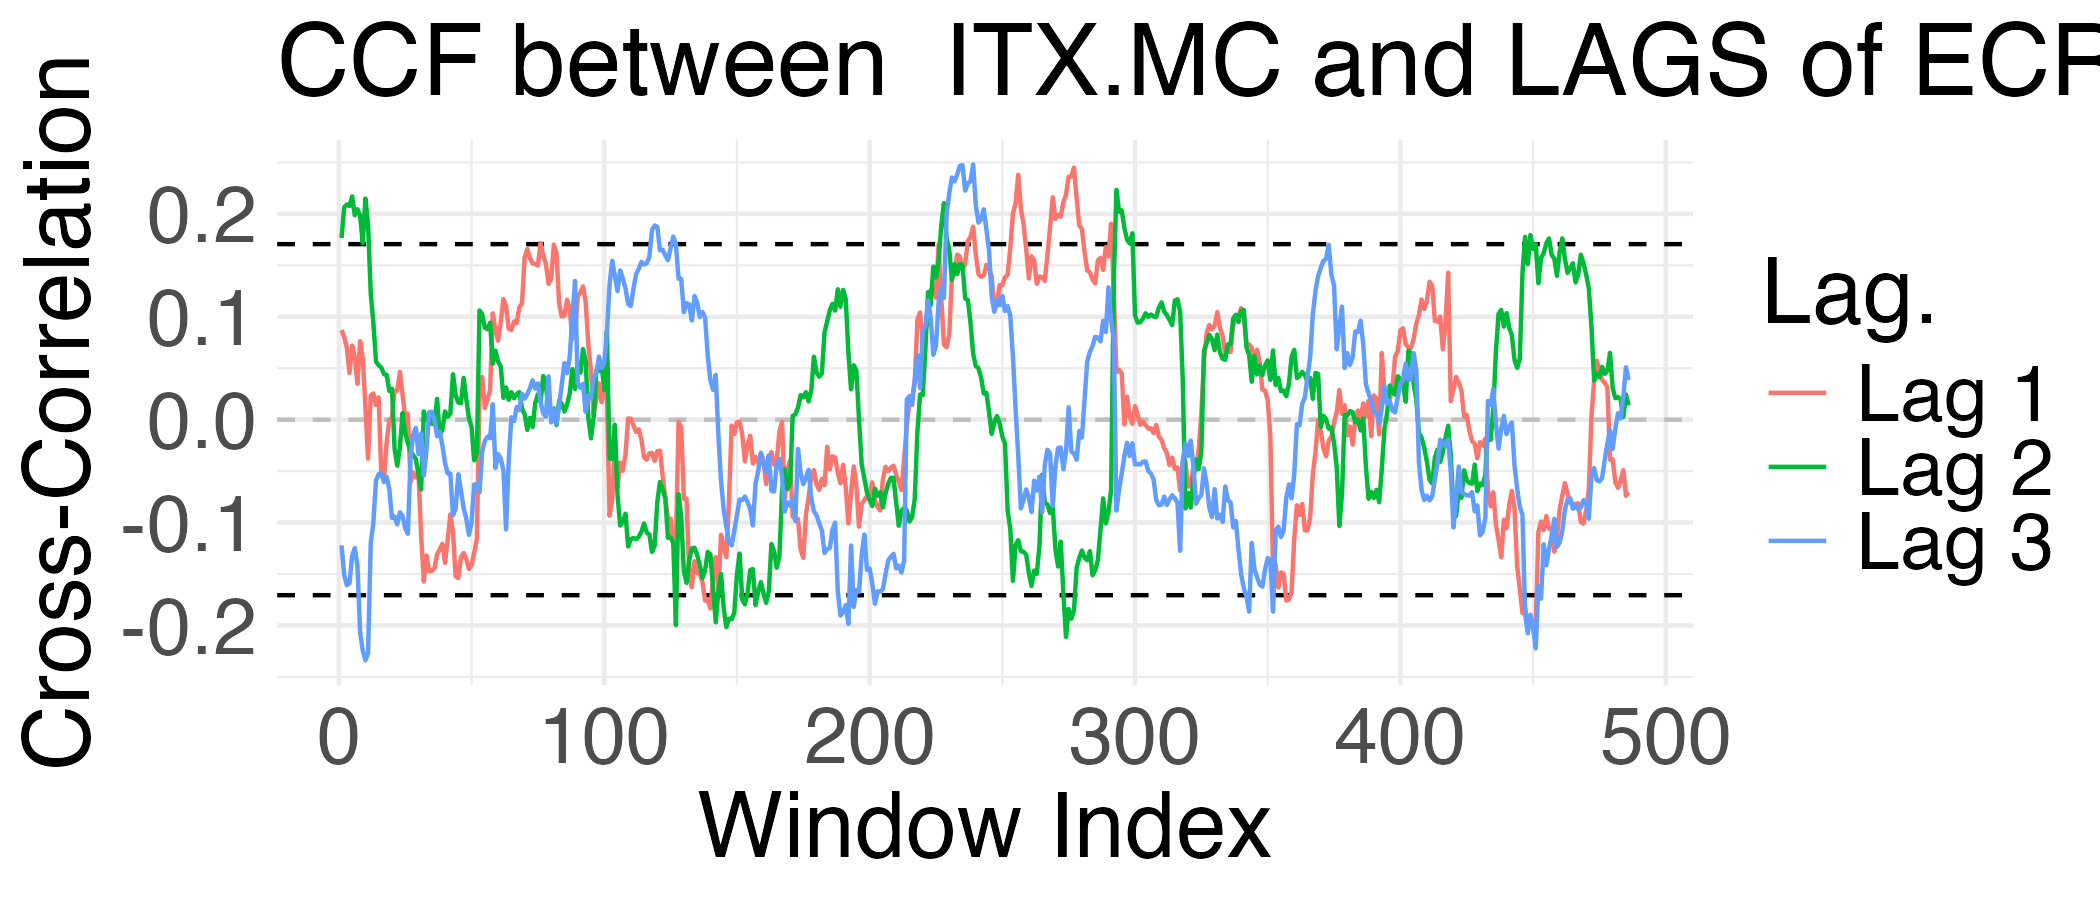 CCF between  ITX.MC and LAGS of ECR
Cross-Correlation
0.2
0.1
0.0
-0.1
-0.2
0 100 200 300 400 500
Window Index
Lag.
Lag 1
Lag 2
Lag 3